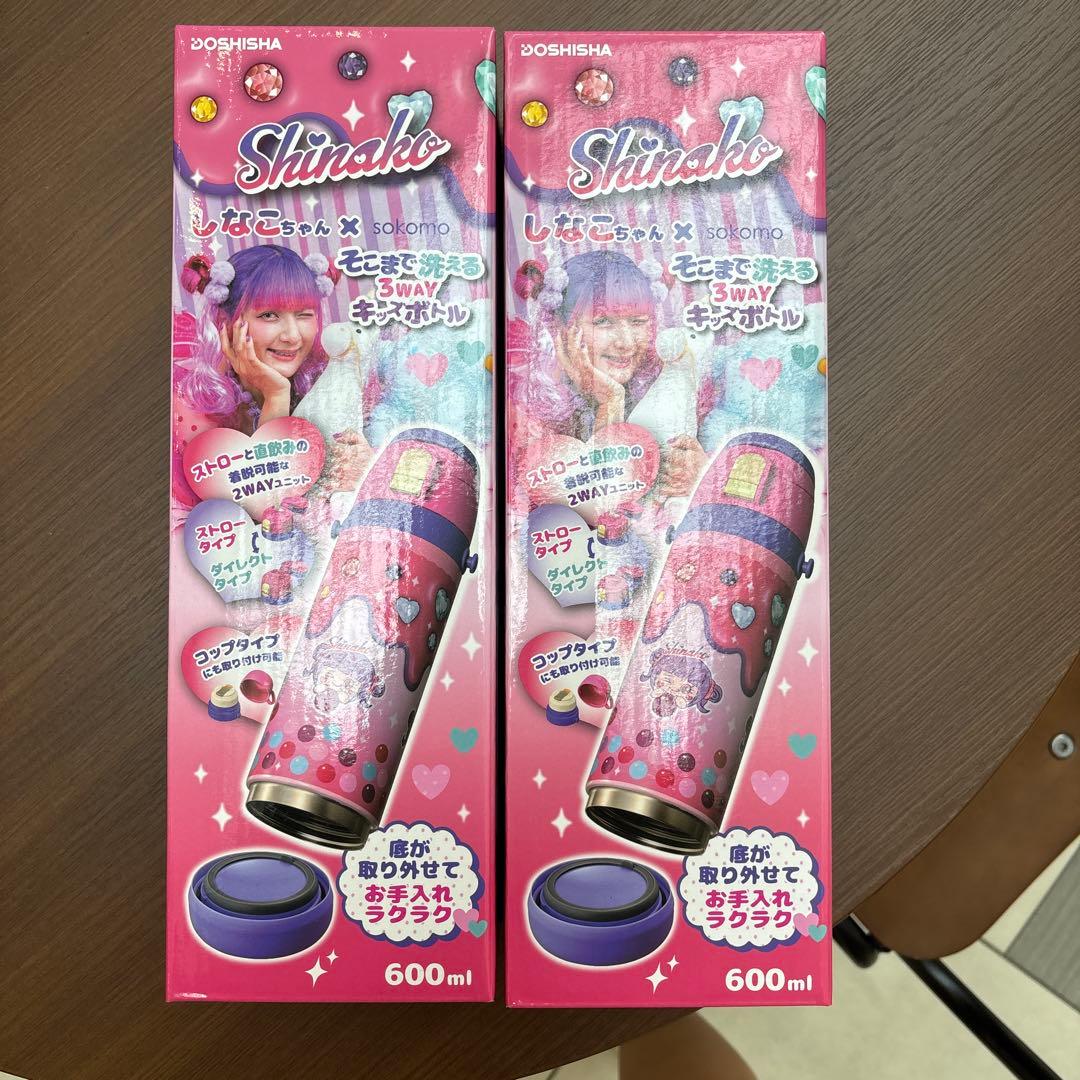 DOSHISHA
Shinako
しなこちゃん × sokomo
そこまで洗える
3WAY
キッズボトル
ストローと直飲みの
着脱可能な
2WAYユニット
ストロー
タイプ
ダイレクト
タイプ
コップタイプ
にも取り付け可能
Shinako
底が
取り外せて
お手入れ
ラクラク
600ml
DOSHISHA
Shinako
しなこちゃん × sokomo
そこまで洗える
3WAY
キッズボトル
ストローと直飲みの
着脱可能な
2WAYユニット
ストロー
タイプ
ダイレクト
タイプ
コップタイプ
にも取り付け可能
Shinako
底が
取り外せて
お手入れ
ラクラク
600ml